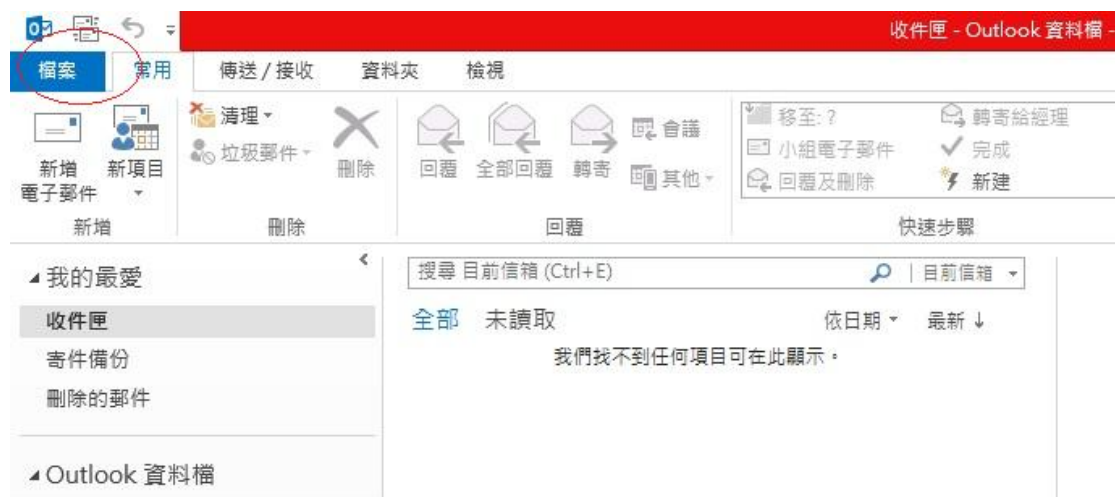 收件匣 - Outlook 資料檔 -
檔案 常用 傳送 / 接收 資料夾 檢視
新增
電子郵件
新項目
清理
垃圾郵件
刪除
回覆 全部回覆 轉寄
會議
其他
移至: ?
小組電子郵件
回覆及刪除
轉寄給經理
完成
新建
新增 刪除 回覆 快速步驟
我的最愛
收件匣
寄件備份
刪除的郵件
Outlook 資料檔
搜尋 目前信箱 (Ctrl+E) 目前信箱
全部 未讀取 依日期 最新 ↓
我們找不到任何項目可在此顯示。